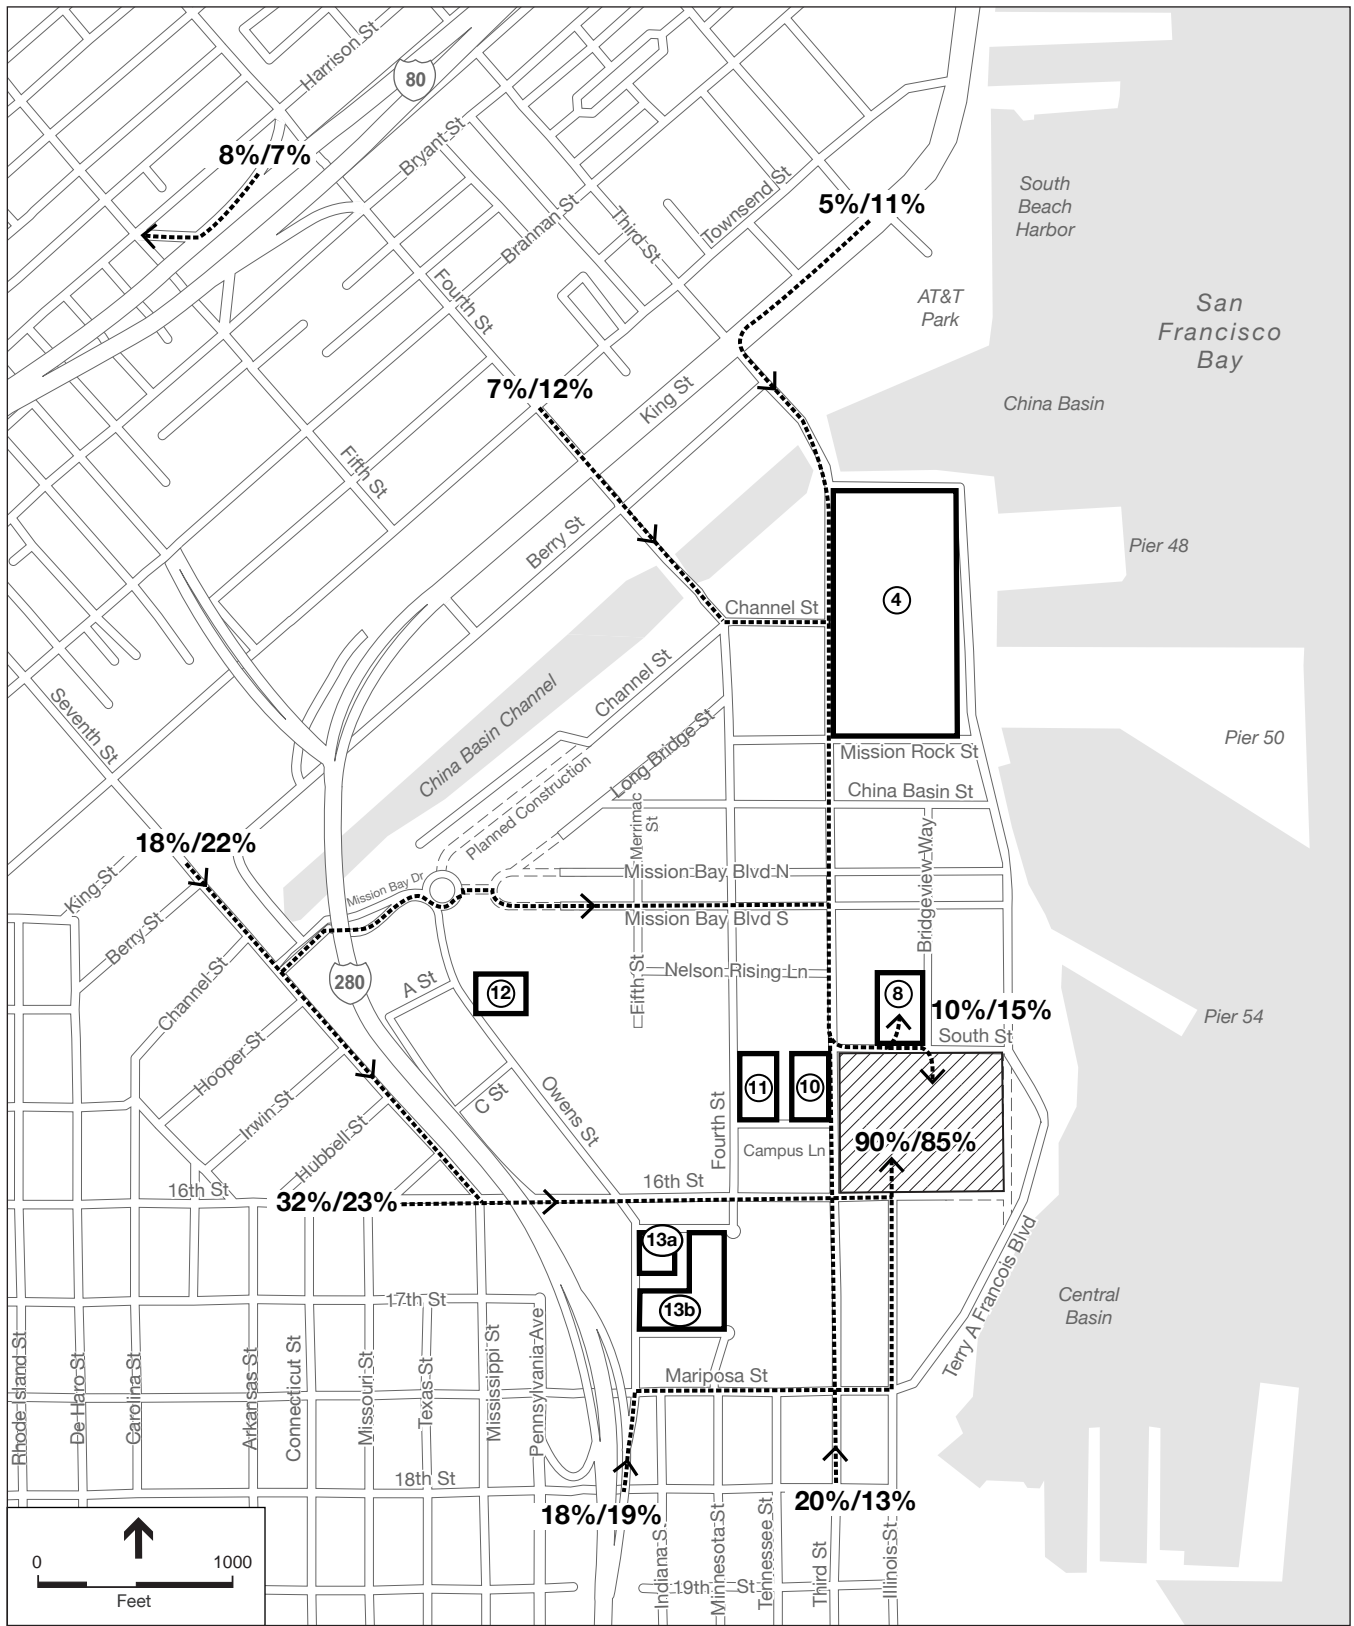 Harrison St
80
Bryant St
8%/7%
Brannan St
Third St
Townsend St
5%/11%
South
Beach
Harbor
AT&T
Park
San
Francisco
Bay
Fourth St
7%/12%
King St
China Basin
Fifth St
Berry St
Pier 48
Channel St
4
Seventh St
China Basin Channel
Channel St
Long Bridge St
Planned Construction
Mission Rock St
Pier 50
China Basin St
Merrimac
St
Bridgeview Way
18%/22%
King St
Berry St
Mission Bay Dr
Mission Bay Blvd N
Mission Bay Blvd S
Channel St
280
A St
12
Fifth St
Nelson Rising Ln
8
10%/15%
South St
Pier 54
Hooper St
Irwin St
Hubbell St
C St
Owens St
Fourth St
11
10
Campus Ln
90%/85%
16th St
16th St
32%/23%
13a
13b
Terry A Francois Blvd
Central
Basin
17th St
Mariposa St
Rhode Island St
De Haro St
Carolina St
Arkansas St
Connecticut St
Missouri St
Texas St
Mississippi St
Pennsylvania Ave
18th St
18%/19%
20%/13%
Indiana St
Minnesota St
Tennessee St
Third St
Illinois St
19th St
0
1000
Feet